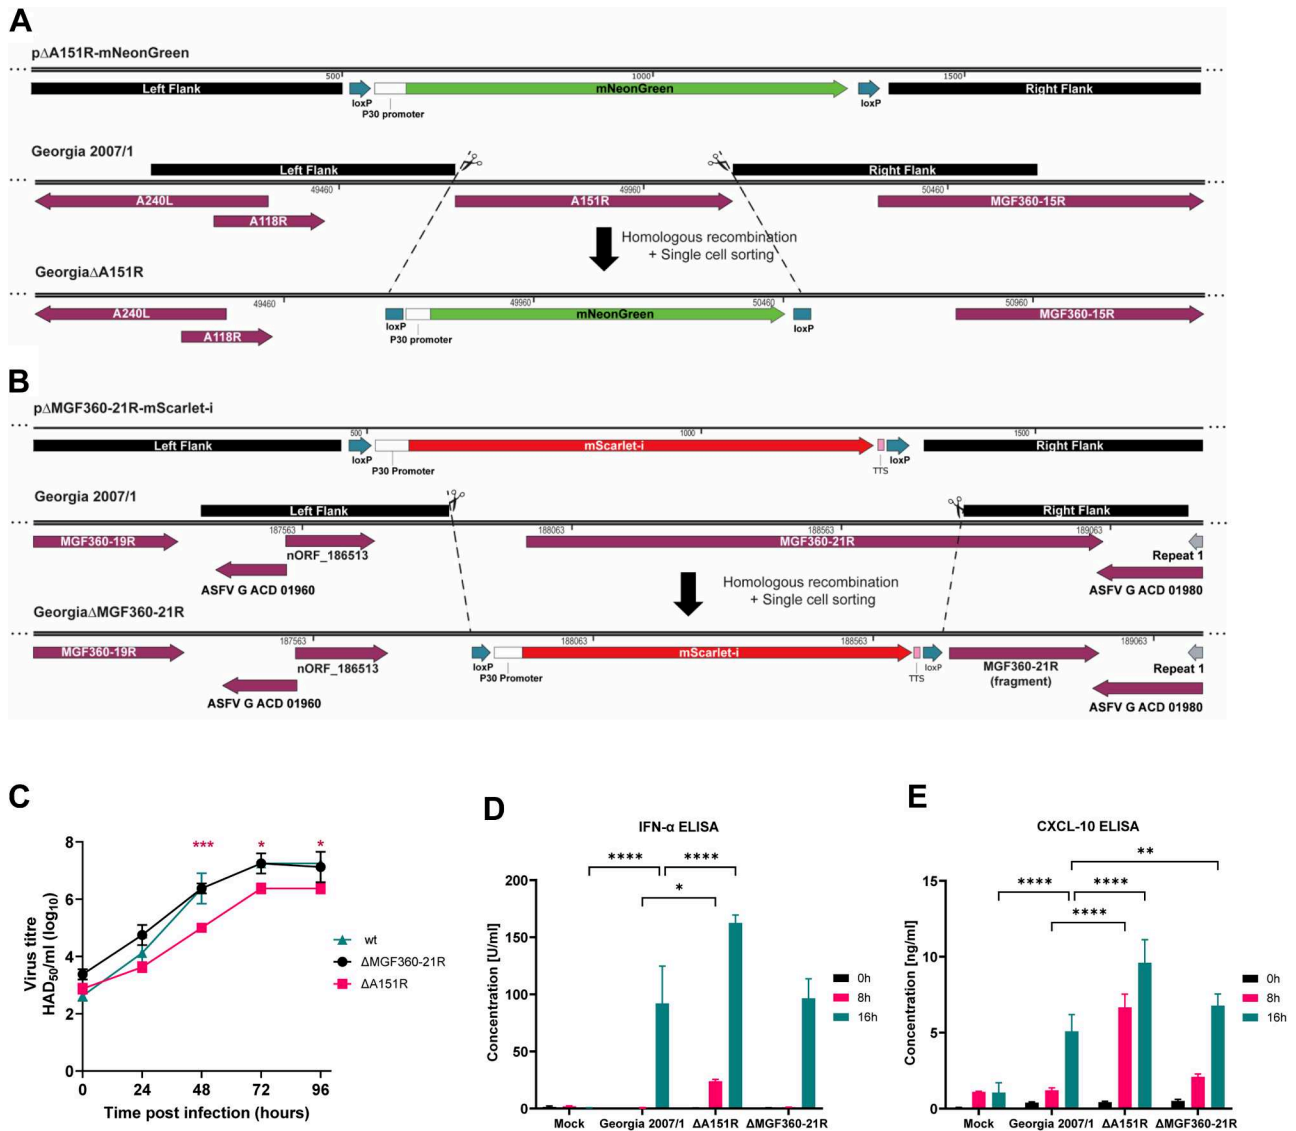 A
pΔA151R-mNeonGreen
500
1000
1500
Left Flank
loxP
P30 promoter
mNeonGreen
loxP
Right Flank
Georgia 2007/1
Left Flank
Right Flank
49460
49960
50460
A240L
A118R
A151R
MGF360-15R
Homologous recombination
+ Single cell sorting
GeorgiaΔA151R
49460
49960
50460
50960
A240L
A118R
loxP
P30 promoter
mNeonGreen
loxP
MGF360-15R
B
pΔMGF360-21R-mScarlet-i
500
1000
1500
Left Flank
loxP
P30 Promoter
mScarlet-i
TTS
loxP
Right Flank
Georgia 2007/1
Left Flank
Right Flank
187563
188063
188563
189063
MGF360-19R
nORF_186513
ASFV G ACD 01960
MGF360-21R
Repeat 1
ASFV G ACD 01980
Homologous recombination
+ Single cell sorting
GeorgiaΔMGF360-21R
187563
188063
188563
189063
MGF360-19R
nORF_186513
ASFV G ACD 01960
loxP
P30 Promoter
mScarlet-i
TTS
loxP
MGF360-21R
(fragment)
Repeat 1
ASFV G ACD 01980
C
Virus titre
HAD50/ml (log10)
8
6
4
2
0
*** * *
0 24 48 72 96
Time post infection (hours)
wt
ΔMGF360-21R
ΔA151R
D
IFN-α ELISA
**** ****
*
Concentration [U/ml]
200
150
100
50
0
Mock Georgia 2007/1 ΔA151R ΔMGF360-21R
0h
8h
16h
E
CXCL-10 ELISA
**
**** ****
****
Concentration [ng/ml]
15
10
5
0
Mock Georgia 2007/1 ΔA151R ΔMGF360-21R
0h
8h
16h